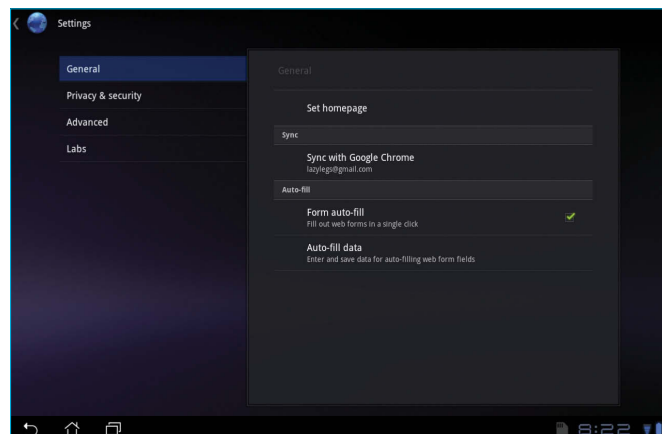 Settings
General
Privacy & security
Advanced
Labs
General
Set homepage
Sync
Sync with Google Chrome
lazylegs@gmail.com
Auto-fill
Form auto-fill
Fill out web forms in a single click
Auto-fill data
Enter and save data for auto-filling web form fields
8:22